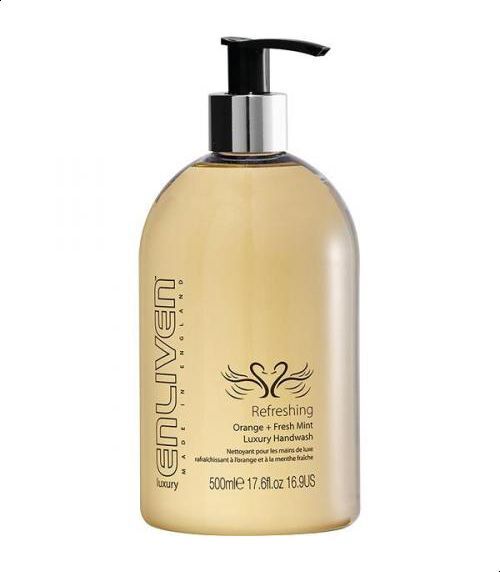 ENLIVEN™
luxury
MADE IN ENGLAND
Refreshing
Orange + Fresh Mint
Luxury Handwash
Nettoyant pour les mains de luxe
rafraîchissant à l'orange et à la menthe fraîche
500ml℮ 17.6fl.oz 16.9US